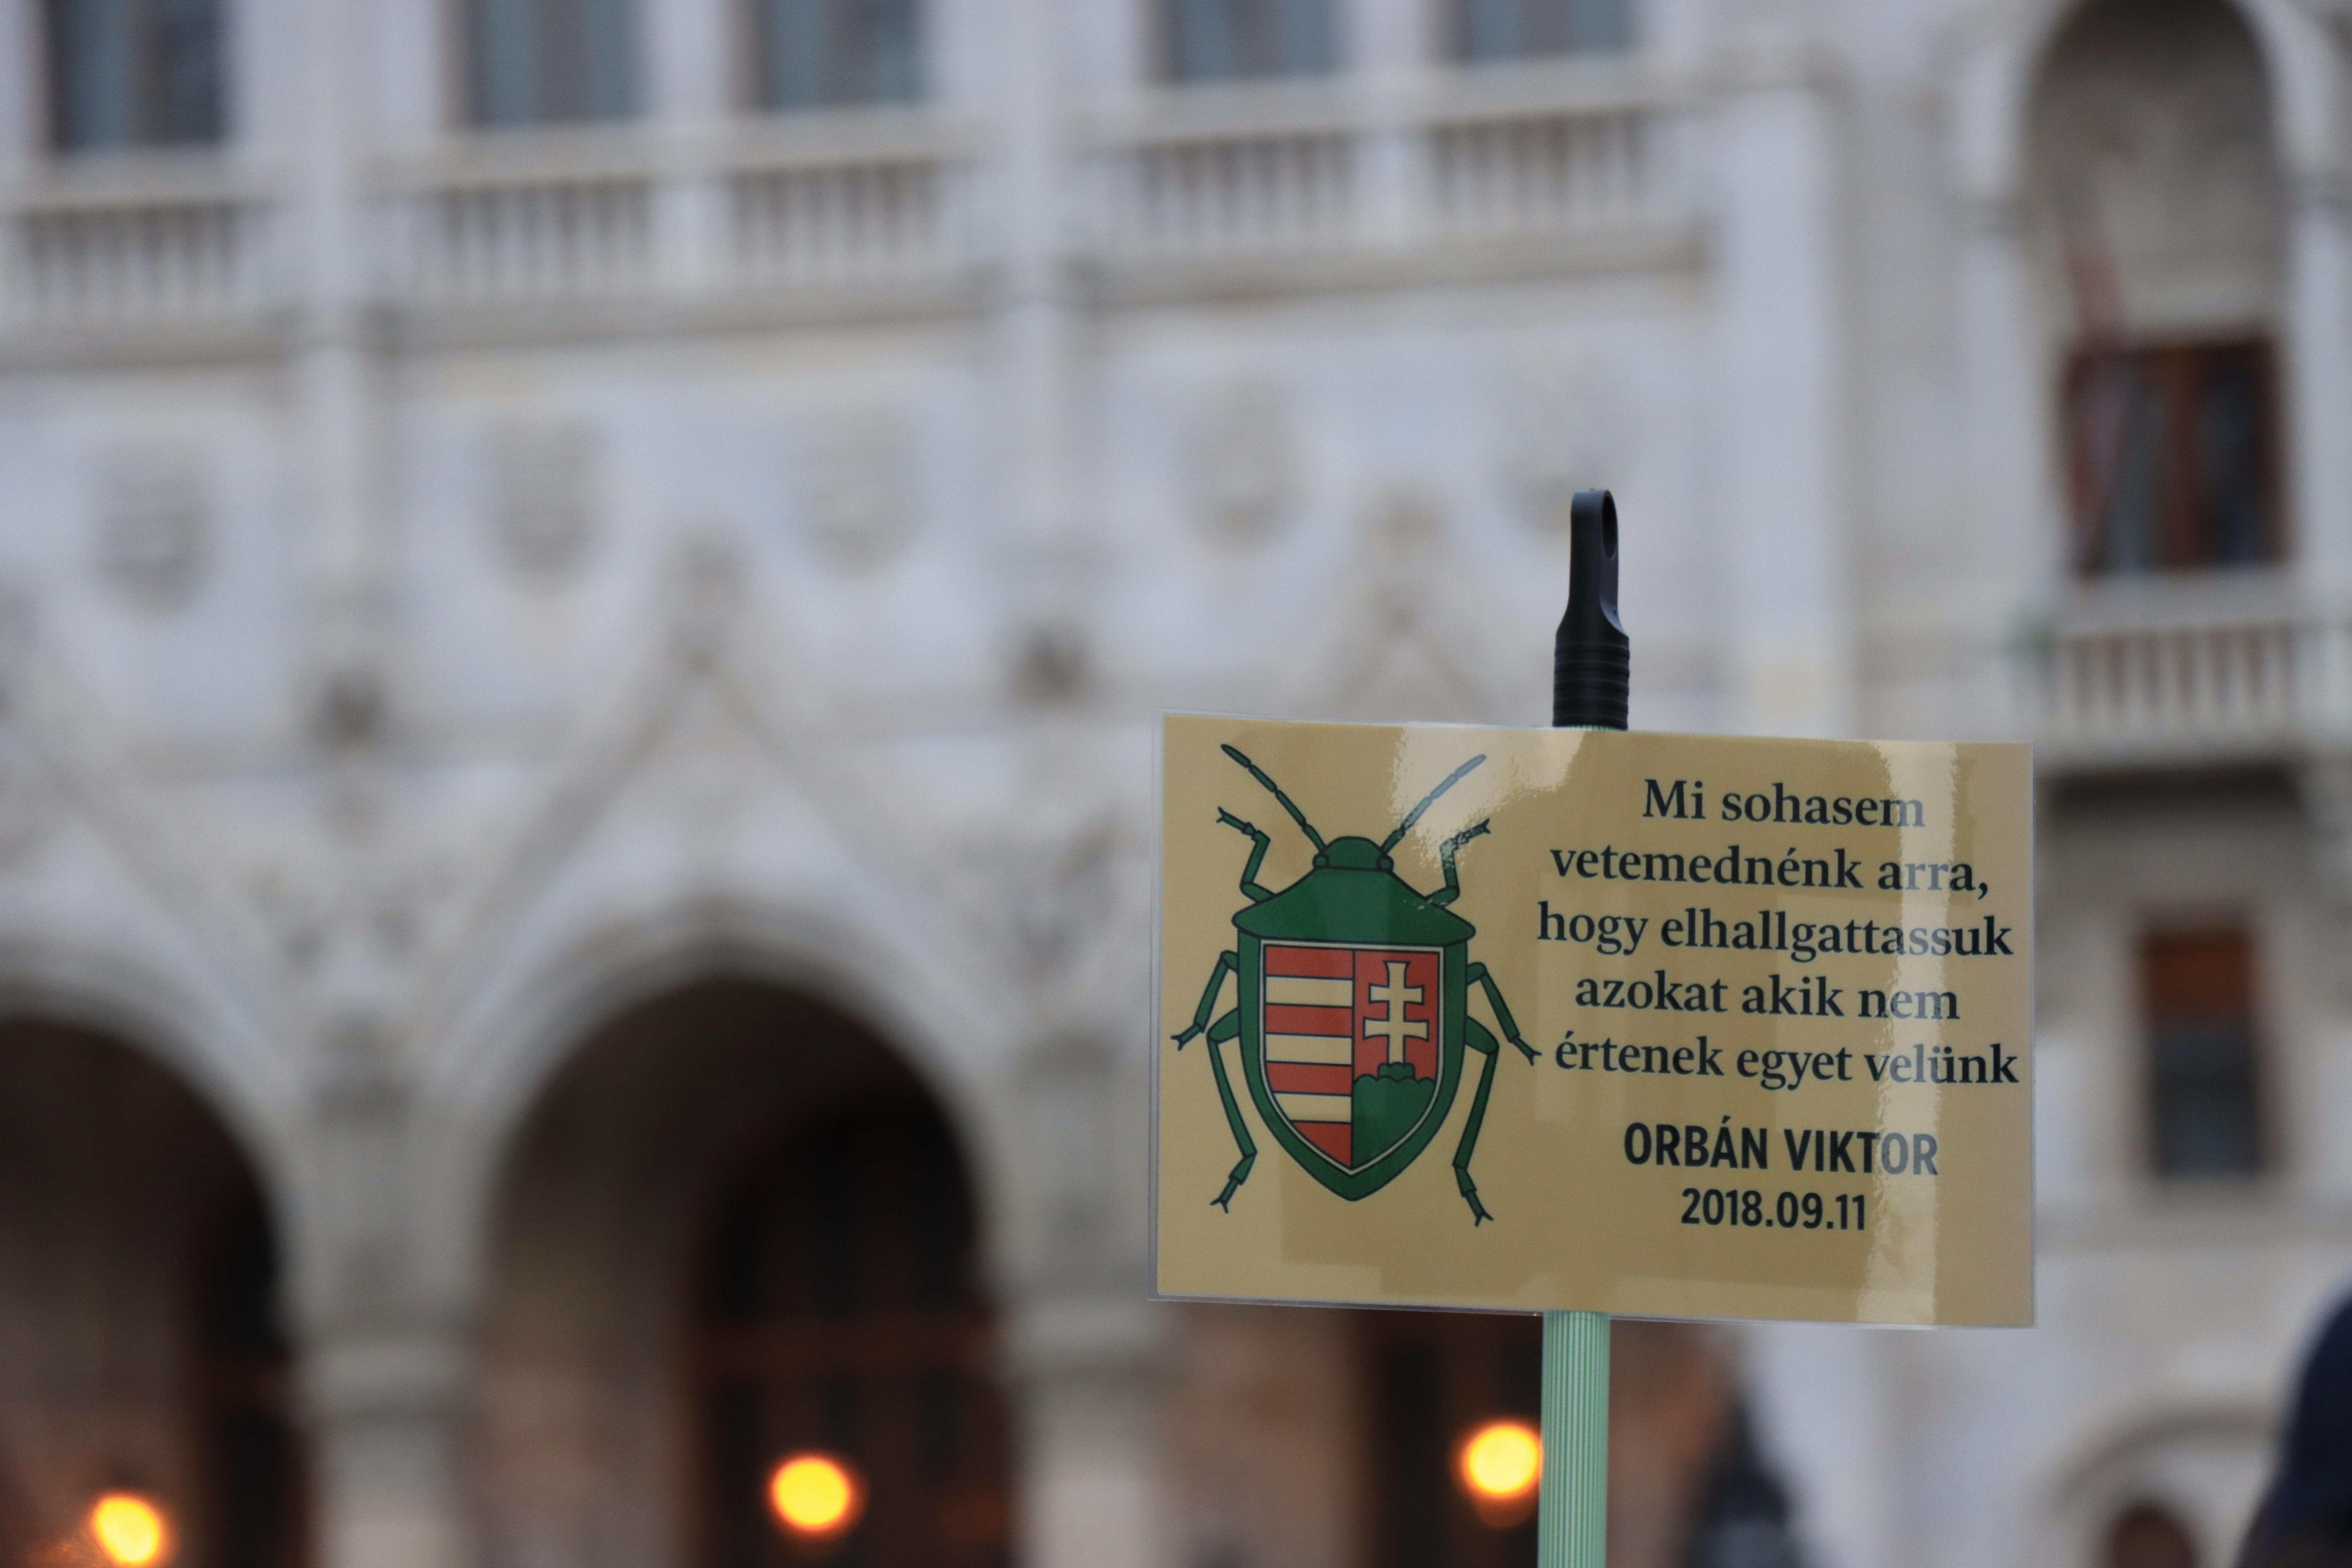 Mi sohasem
vetemednénk arra,
hogy elhallgattassuk
azokat akik nem
értenek egyet velünk
ORBÁN VIKTOR
2018.09.11